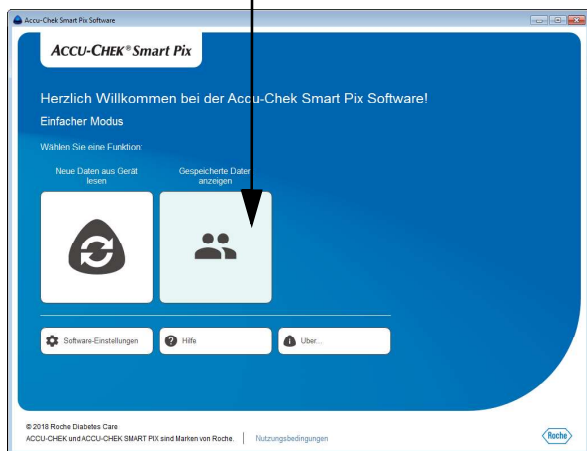 Accu-Chek Smart Pix Software
ACCU-CHEK® Smart Pix
Herzlich Willkommen bei der Accu-Chek Smart Pix Software!
Einfacher Modus
Wählen Sie eine Funktion:
Neue Daten aus Gerät
lesen
Gespeicherte Daten
anzeigen
Software-Einstellungen
Hilfe
Über...
© 2018 Roche Diabetes Care
ACCU-CHEK und ACCU-CHEK SMART PIX sind Marken von Roche.
Nutzungsbedingungen
Roche